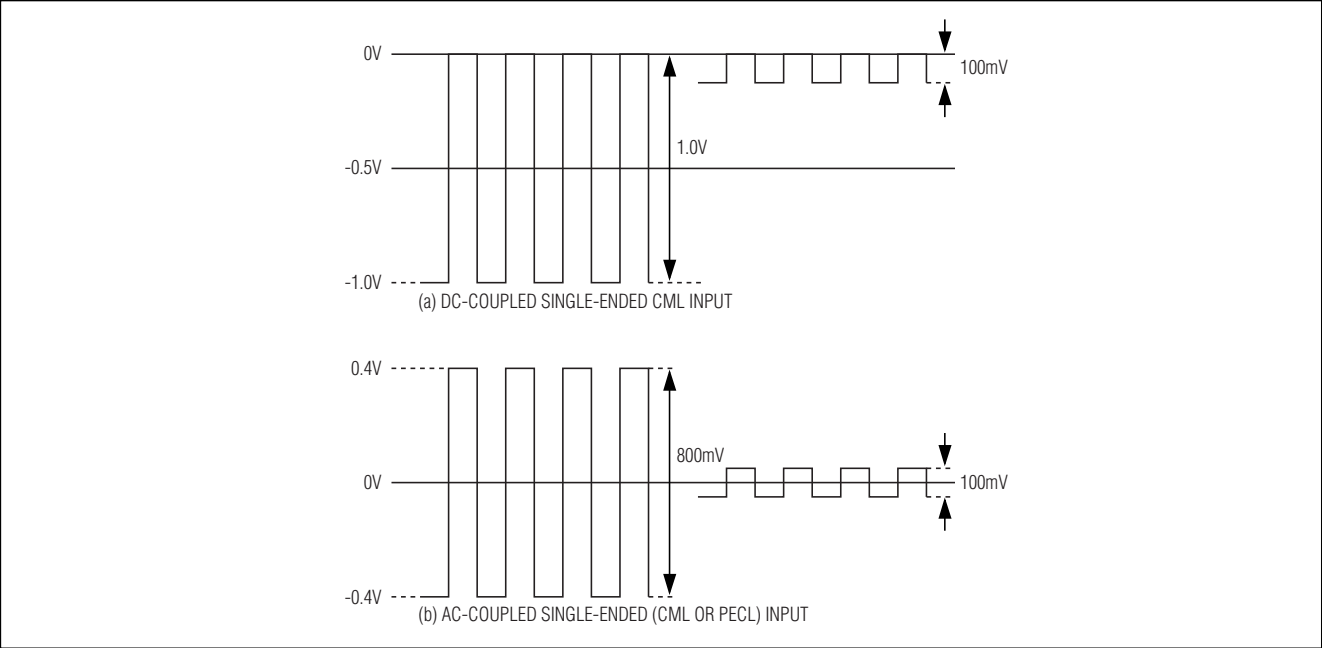 0V
100mV
1.0V
-0.5V
-1.0V
(a) DC-COUPLED SINGLE-ENDED CML INPUT
0.4V
800mV
0V
100mV
-0.4V
(b) AC-COUPLED SINGLE-ENDED (CML OR PECL) INPUT